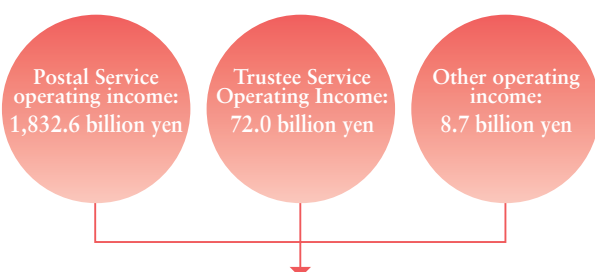 Postal Service
operating income:
1,832.6 billion yen
Trustee Service
Operating Income:
72.0 billion yen
Other operating
income:
8.7 billion yen